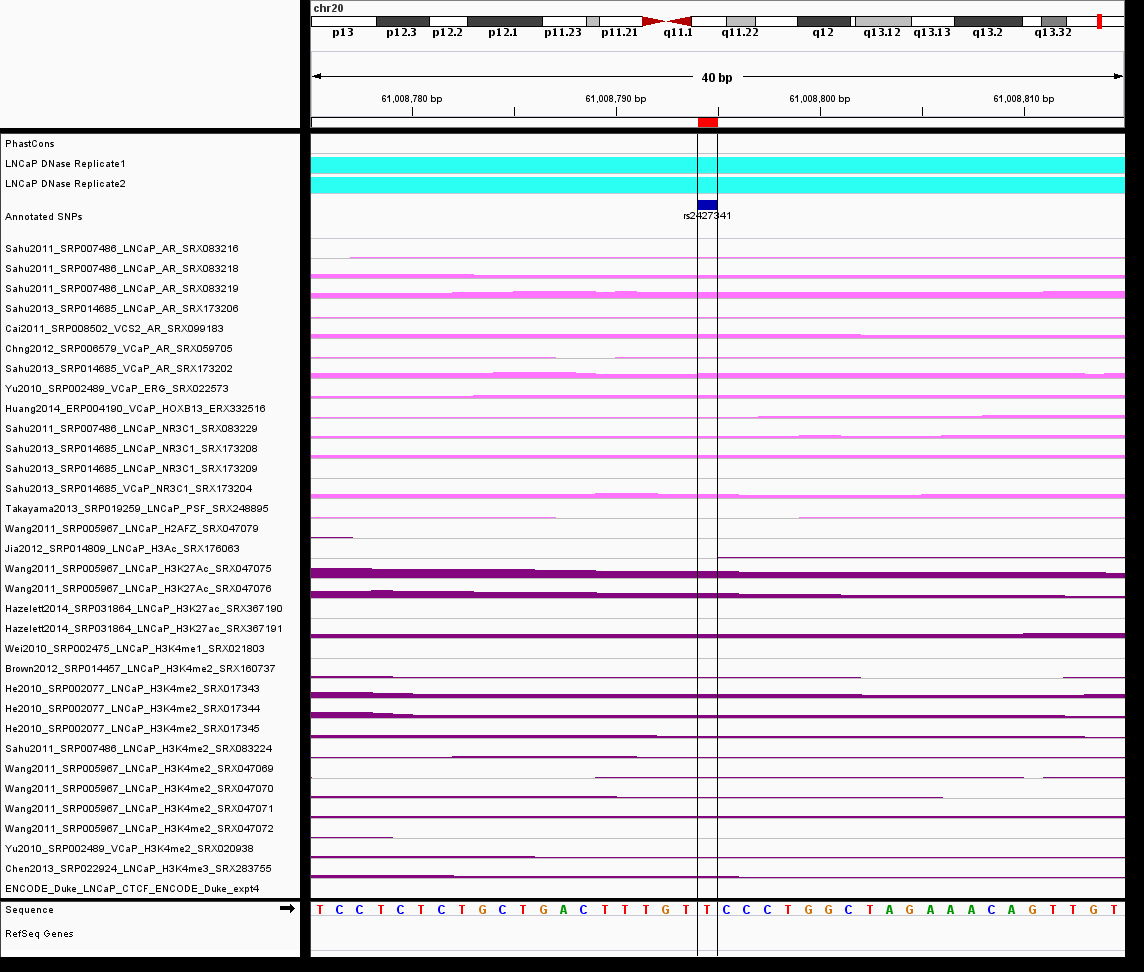 chr20
p13 p12.3 p12.2 p12.1 p11.23 p11.21 q11.1 q11.22 q12 q13.12 q13.13 q13.2 q13.32
40 bp
61,008,780 bp 61,008,790 bp 61,008,800 bp 61,008,810 bp
PhastCons
LNCaP DNase Replicate1
LNCaP DNase Replicate2
Annotated SNPs
rs2427341
Sahu2011_SRP007486_LNCaP_AR_SRX083216
Sahu2011_SRP007486_LNCaP_AR_SRX083218
Sahu2011_SRP007486_LNCaP_AR_SRX083219
Sahu2013_SRP014685_LNCaP_AR_SRX173206
Cai2011_SRP008502_VCS2_AR_SRX099183
Chng2012_SRP006579_VCaP_AR_SRX059705
Sahu2013_SRP014685_VCaP_AR_SRX173202
Yu2010_SRP002489_VCaP_ERG_SRX022573
Huang2014_ERP004190_VCaP_HOXB13_ERX332516
Sahu2011_SRP007486_LNCaP_NR3C1_SRX083229
Sahu2013_SRP014685_LNCaP_NR3C1_SRX173208
Sahu2013_SRP014685_LNCaP_NR3C1_SRX173209
Sahu2013_SRP014685_VCaP_NR3C1_SRX173204
Takayama2013_SRP019259_LNCaP_PSF_SRX248895
Wang2011_SRP005967_LNCaP_H2AFZ_SRX047079
Jia2012_SRP014809_LNCaP_H3Ac_SRX176063
Wang2011_SRP005967_LNCaP_H3K27Ac_SRX047075
Wang2011_SRP005967_LNCaP_H3K27Ac_SRX047076
Hazelett2014_SRP031864_LNCaP_H3K27ac_SRX367190
Hazelett2014_SRP031864_LNCaP_H3K27ac_SRX367191
Wei2010_SRP002475_LNCaP_H3K4me1_SRX021803
Brown2012_SRP014457_LNCaP_H3K4me2_SRX160737
He2010_SRP002077_LNCaP_H3K4me2_SRX017343
He2010_SRP002077_LNCaP_H3K4me2_SRX017344
He2010_SRP002077_LNCaP_H3K4me2_SRX017345
Sahu2011_SRP007486_LNCaP_H3K4me2_SRX083224
Wang2011_SRP005967_LNCaP_H3K4me2_SRX047069
Wang2011_SRP005967_LNCaP_H3K4me2_SRX047070
Wang2011_SRP005967_LNCaP_H3K4me2_SRX047071
Wang2011_SRP005967_LNCaP_H3K4me2_SRX047072
Yu2010_SRP002489_VCaP_H3K4me2_SRX020938
Chen2013_SRP022924_LNCaP_H3K4me3_SRX283755
ENCODE_Duke_LNCaP_CTCF_ENCODE_Duke_expt4
Sequence T C C T C T C T G C T G A C T T T G T T C C C T G G C T A G A A A C A G T T G T
RefSeq Genes